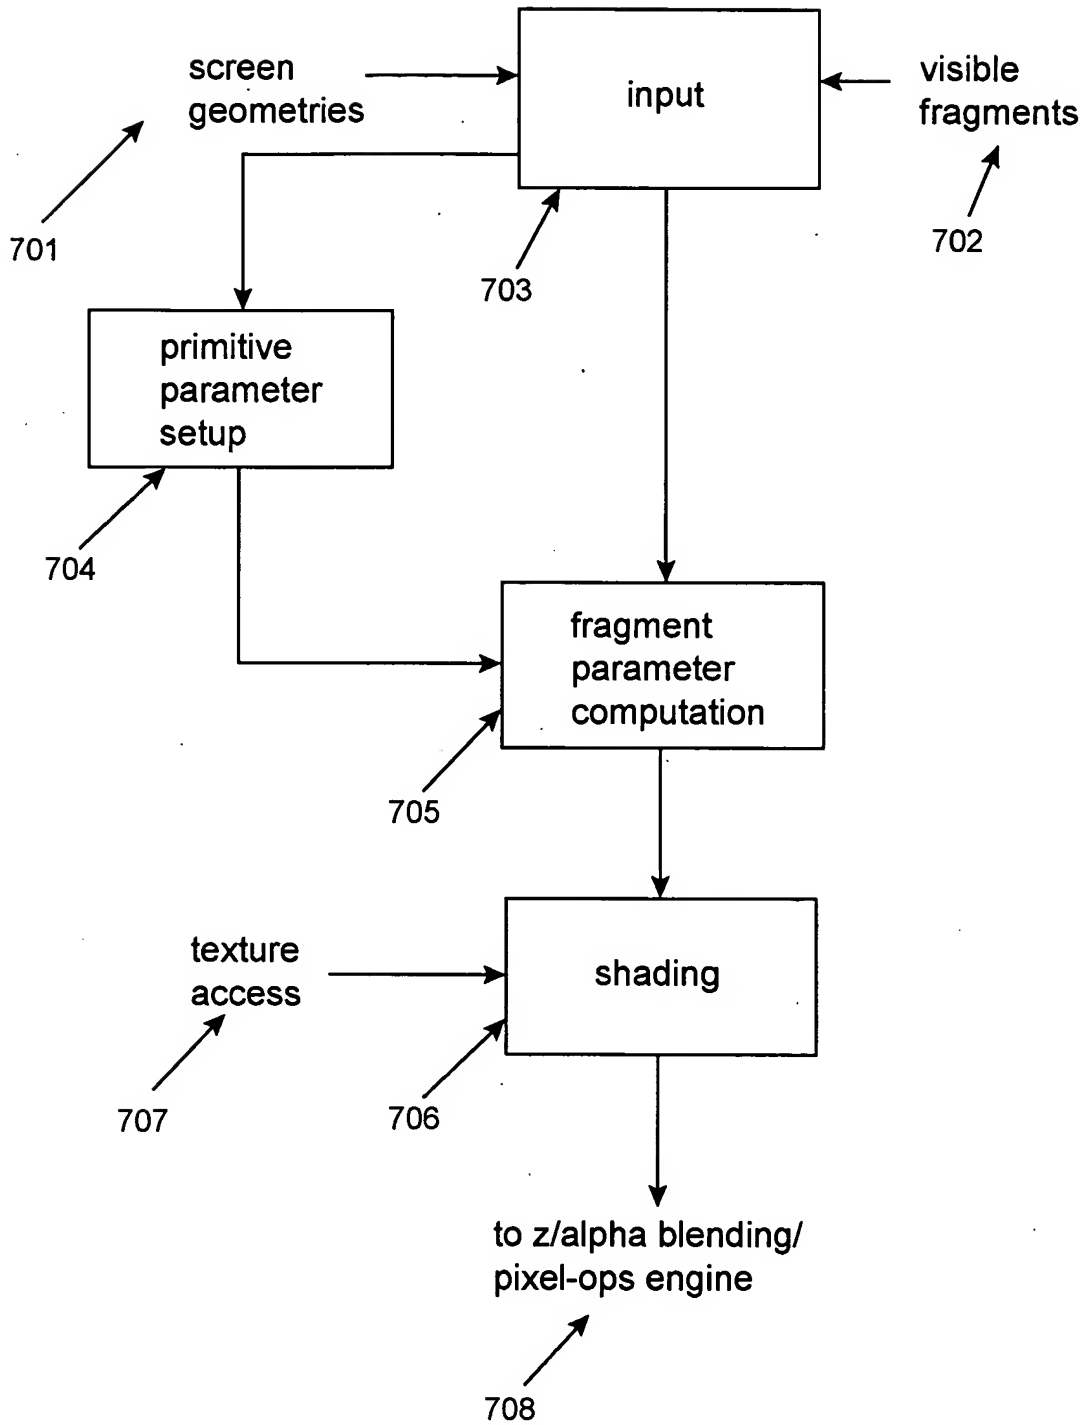 screen
geometries
input
visible
fragments
701
702
703
primitive
parameter
setup
704
fragment
parameter
computation
705
texture
access
shading
707
706
to z/alpha blending/
pixel-ops engine
708